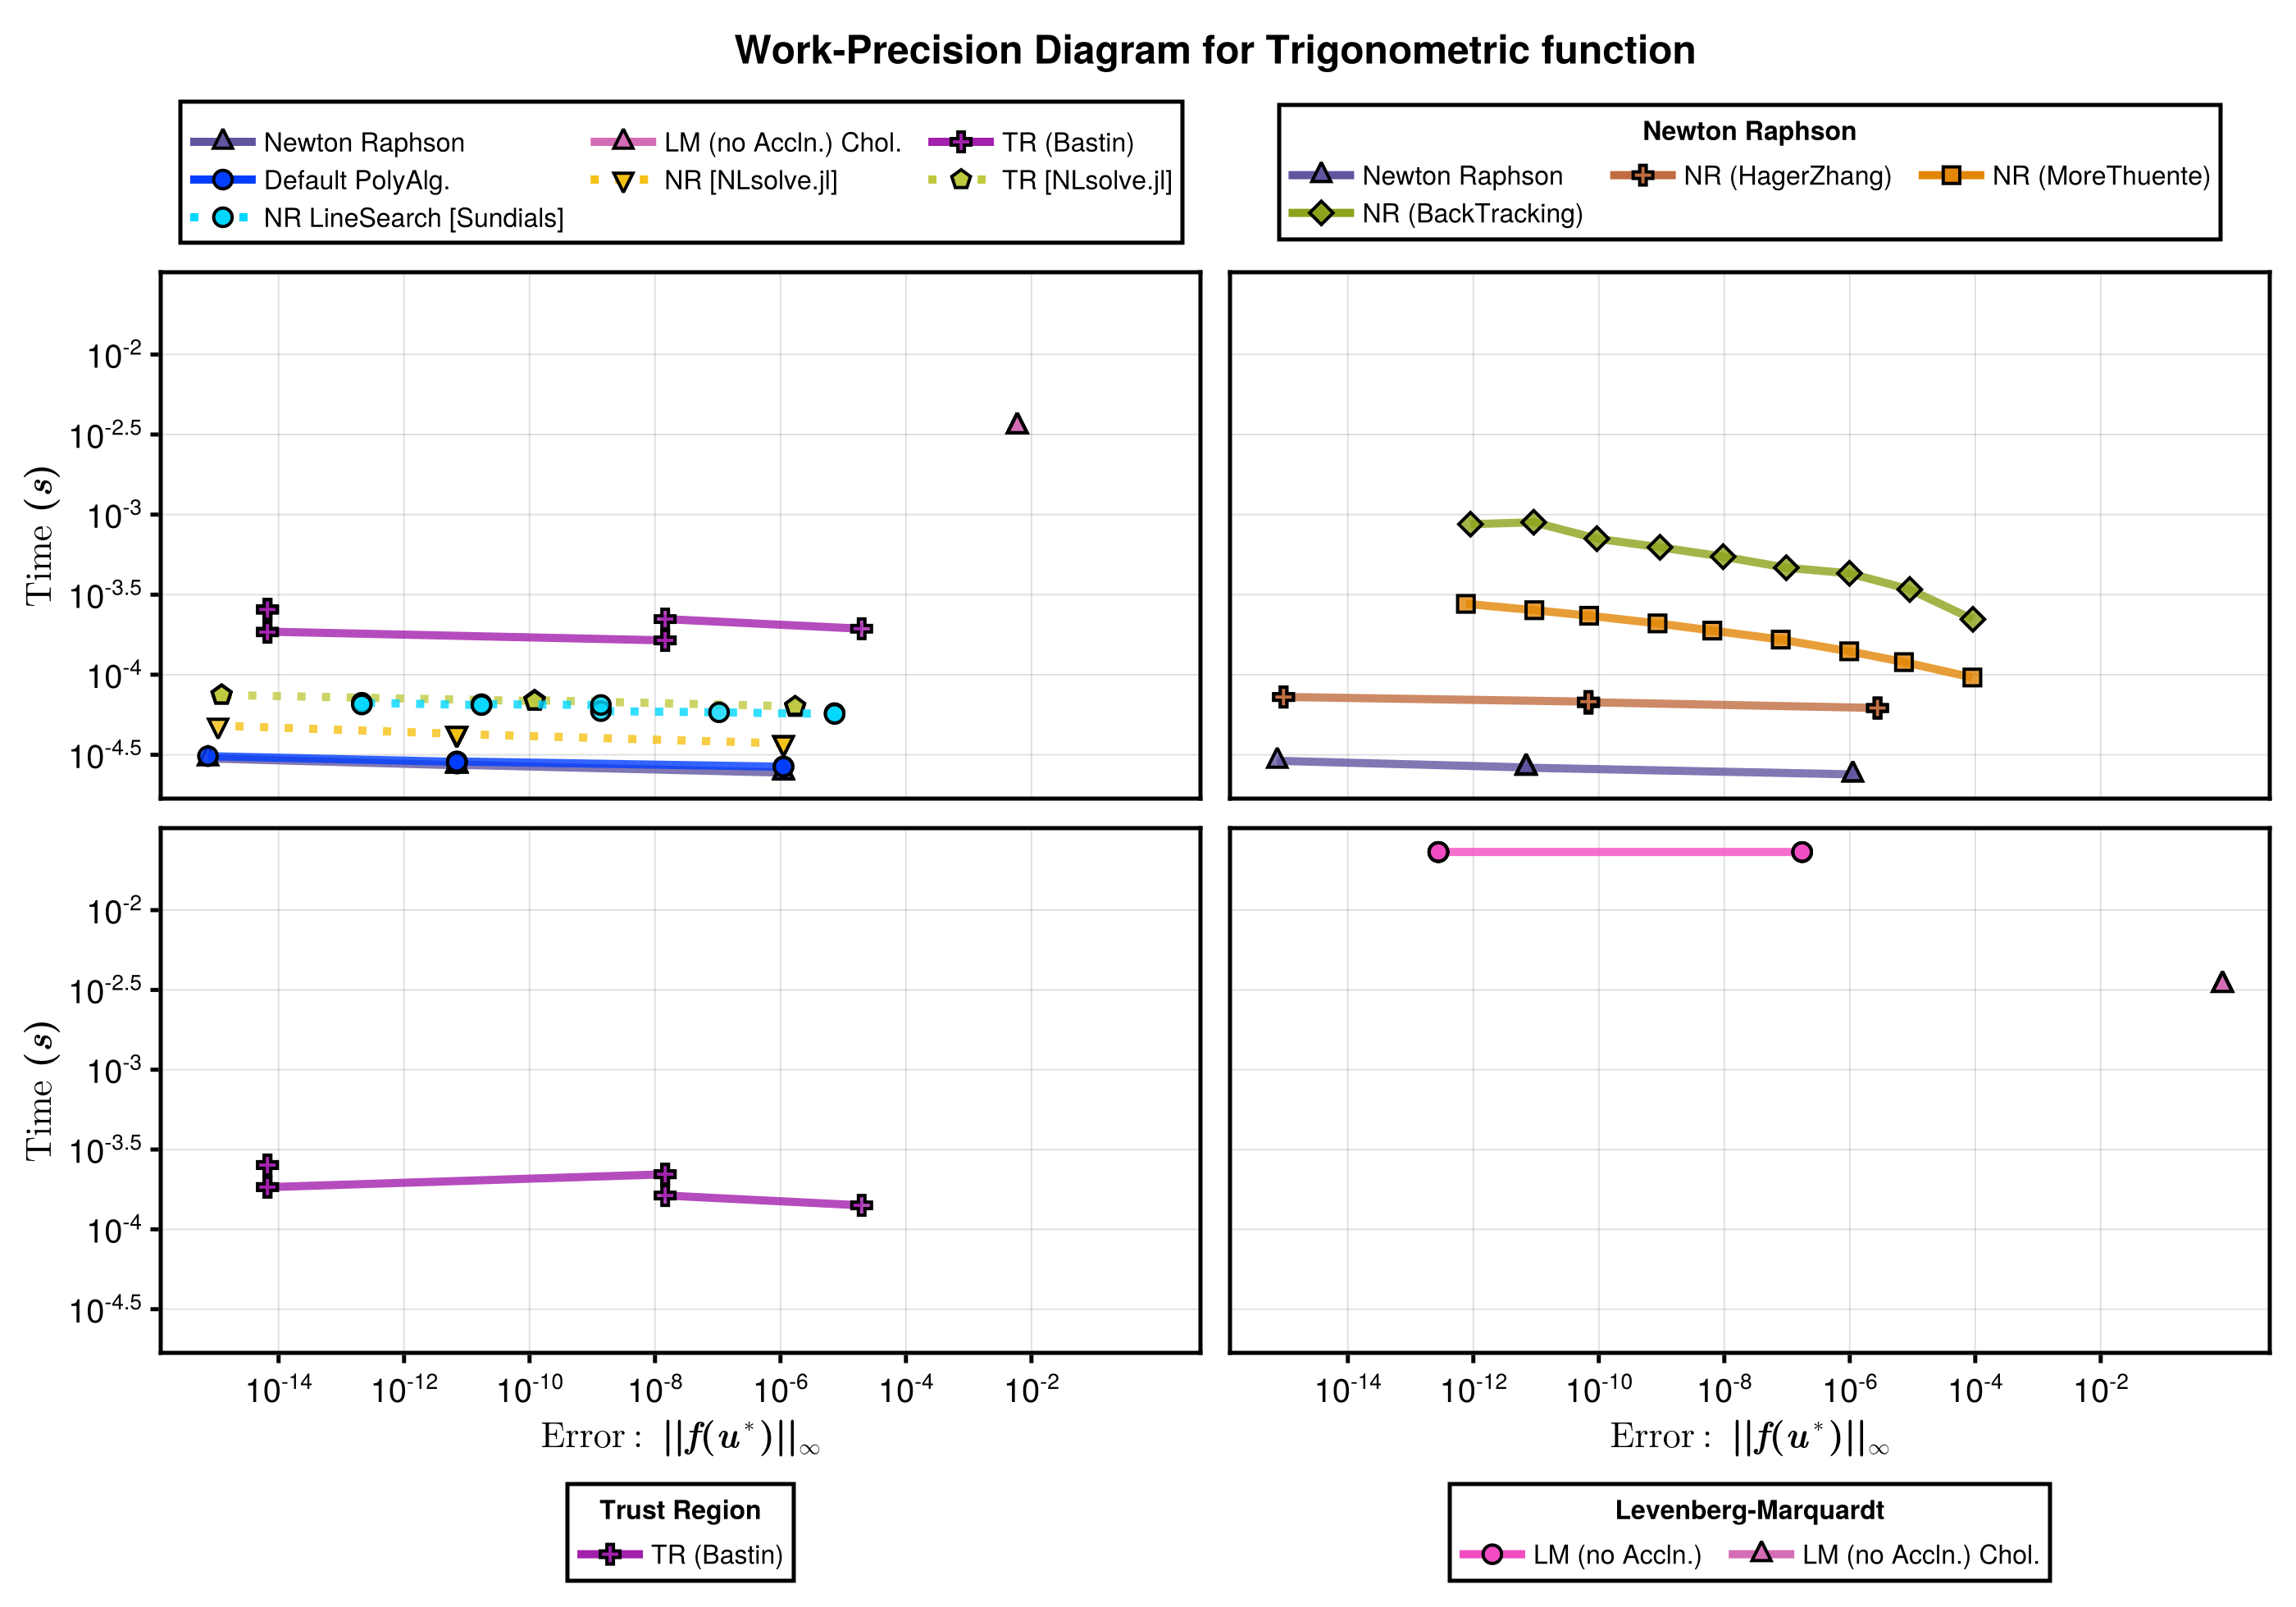 Work-Precision Diagram for Trigonometric function
Newton Raphson LM (no Accln.) Chol. TR (Bastin)
Default PolyAlg. NR [NLsolve.jl] TR [NLsolve.jl]
NR LineSearch [Sundials]
Newton Raphson
Newton Raphson NR (HagerZhang) NR (MoreThuente)
NR (BackTracking)
10^-2
10^-2.5
10^-3
10^-3.5
10^-4
10^-4.5
Time (s)
10^-2
10^-2.5
10^-3
10^-3.5
10^-4
10^-4.5
Time (s)
10^-14 10^-12 10^-10 10^-8 10^-6 10^-4 10^-2
Error: ||f(u*)||∞
10^-14 10^-12 10^-10 10^-8 10^-6 10^-4 10^-2
Error: ||f(u*)||∞
Trust Region
TR (Bastin)
Levenberg-Marquardt
LM (no Accln.) LM (no Accln.) Chol.